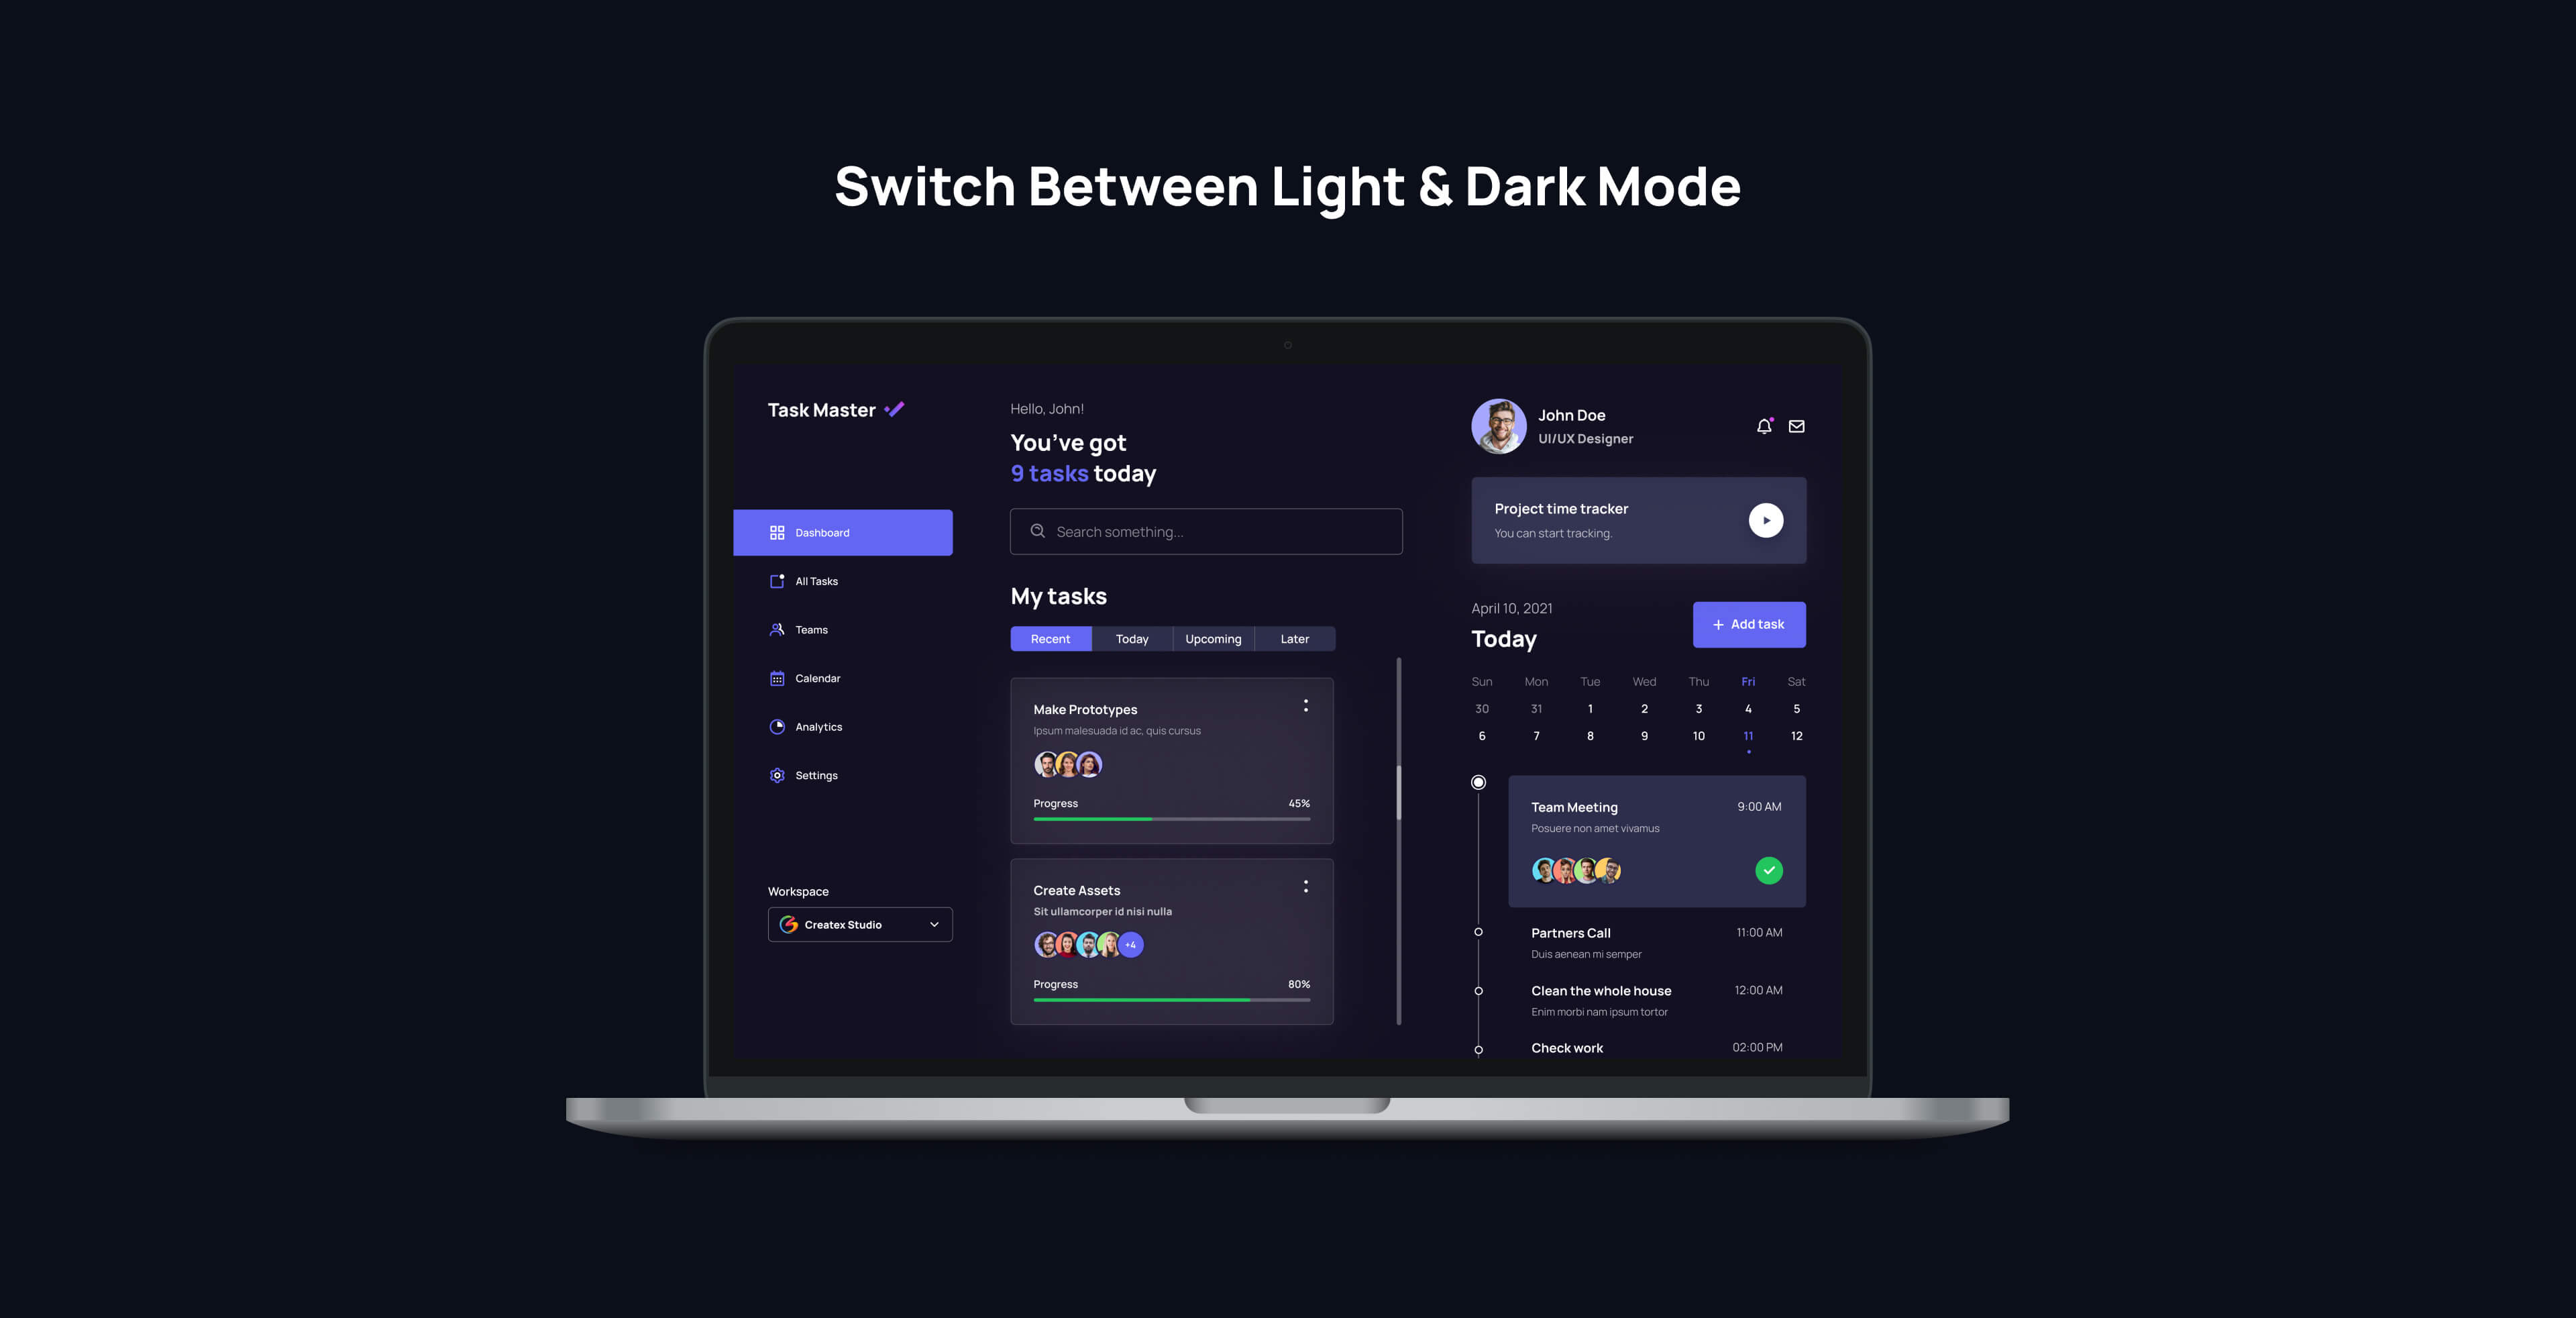 Switch Between Light & Dark Mode
Task Master
Dashboard
All Tasks
Teams
Calendar
Analytics
Settings
Workspace
Createx Studio
Hello, John!
You've got
9 tasks today
Search something...
My tasks
Recent Today Upcoming Later
Make Prototypes
Ipsum malesuada id ac, quis cursus
Progress 45%
Create Assets
Sit ullamcorper id nisi nulla
+4
Progress 80%
John Doe
UI/UX Designer
Project time tracker
You can start tracking.
April 10, 2021
Today
+ Add task
Sun Mon Tue Wed Thu Fri Sat
30 31 1 2 3 4 5
6 7 8 9 10 11 12
Team Meeting 9:00 AM
Posuere non amet vivamus
Partners Call 11:00 AM
Duis aenean mi semper
Clean the whole house 12:00 AM
Enim morbi nam ipsum tortor
Check work 02:00 PM